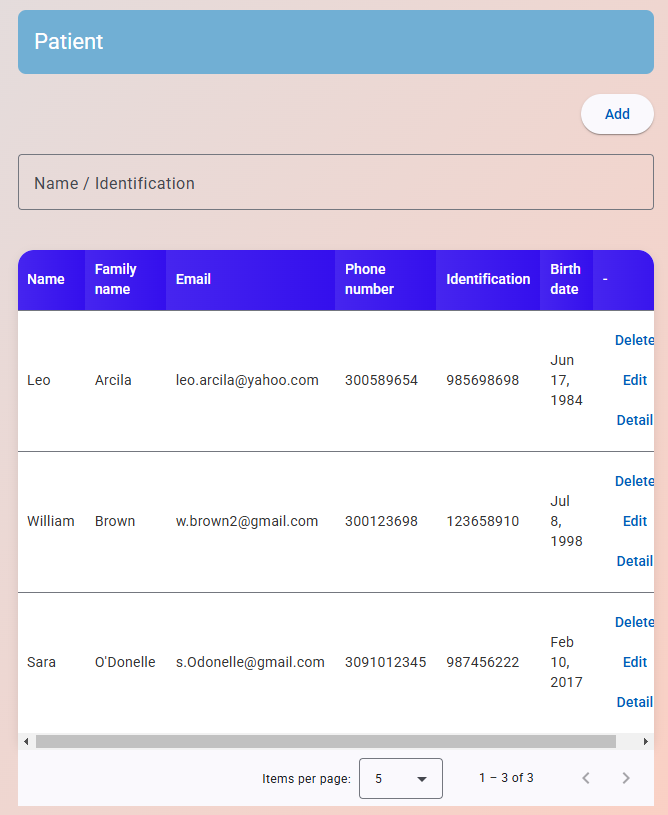 Patient
Add
Name / Identification
Name Family name Email Phone number Identification Birth date -
Delete
Leo Arcila leo.arcila@yahoo.com 300589654 985698698 Jun 17, 1984 Edit
Detail
Delete
William Brown w.brown2@gmail.com 300123698 123658910 Jul 8, 1998 Edit
Detail
Delete
Sara O'Donelle s.Odonelle@gmail.com 3091012345 987456222 Feb 10, 2017 Edit
Detail
Items per page: 5 1 – 3 of 3